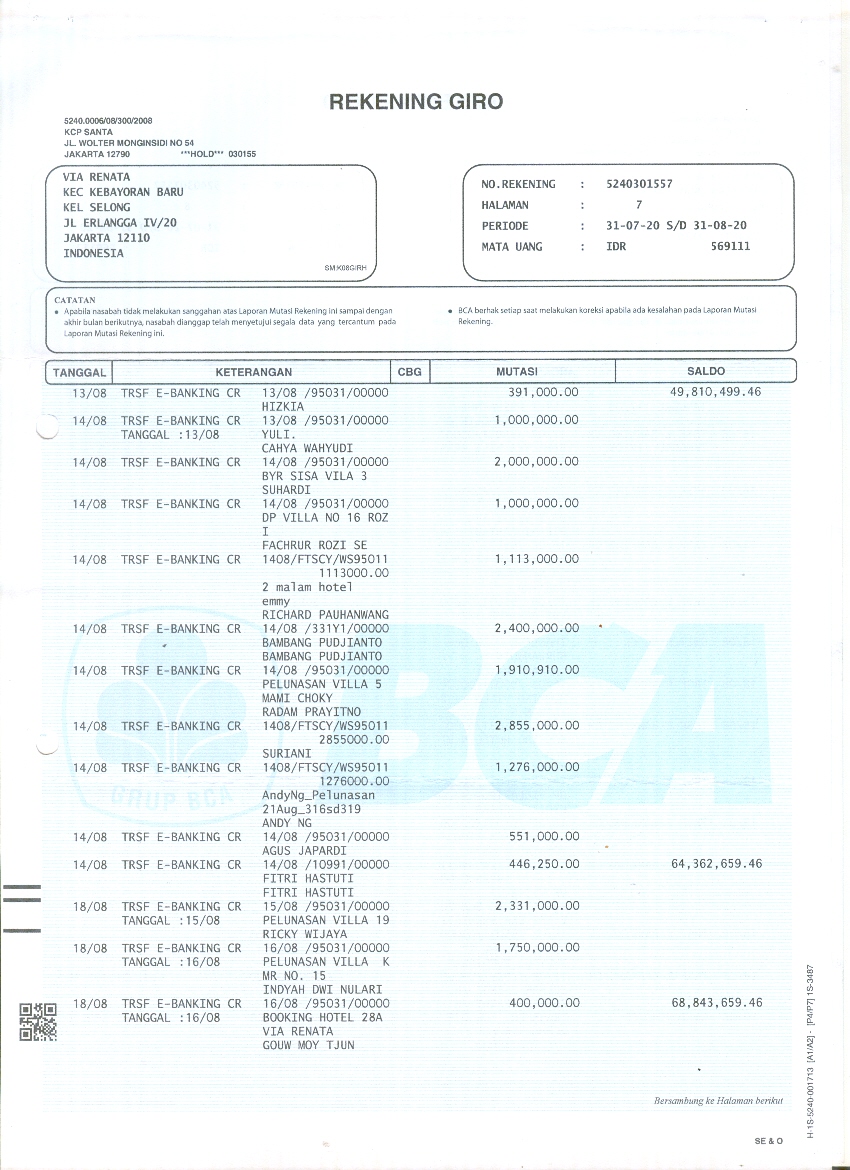 REKENING GIRO
5240.0006/08/300/2008
KCP SANTA
JL. WOLTER MONGINSIDI NO 54
JAKARTA 12790 ***HOLD*** 030155
VIA RENATA
KEC KEBAYORAN BARU
KEL SELONG
JL ERLANGGA IV/20
JAKARTA 12110
INDONESIA
SM:K08GIRH
NO.REKENING : 5240301557
HALAMAN : 7
PERIODE : 31-07-20 S/D 31-08-20
MATA UANG : IDR 569111
CATATAN
• Apabila nasabah tidak melakukan sanggahan atas Laporan Mutasi Rekening ini sampai dengan
akhir bulan berikutnya, nasabah dianggap telah menyetujui segala data yang tercantum pada
Laporan Mutasi Rekening ini.
• BCA berhak setiap saat melakukan koreksi apabila ada kesalahan pada Laporan Mutasi
Rekening.
TANGGAL KETERANGAN CBG MUTASI SALDO
13/08 TRSF E-BANKING CR 13/08 /95031/00000 391,000.00 49,810,499.46
HIZKIA
14/08 TRSF E-BANKING CR 13/08 /95031/00000 1,000,000.00
TANGGAL :13/08 YULI.
CAHYA WAHYUDI
14/08 TRSF E-BANKING CR 14/08 /95031/00000 2,000,000.00
BYR SISA VILA 3
SUHARDI
14/08 TRSF E-BANKING CR 14/08 /95031/00000 1,000,000.00
DP VILLA NO 16 ROZ
I
FACHRUR ROZI SE
14/08 TRSF E-BANKING CR 1408/FTSCY/WS95011 1,113,000.00
1113000.00
2 malam hotel
emmy
RICHARD PAUHANWANG
14/08 TRSF E-BANKING CR 14/08 /331Y1/00000 2,400,000.00
BAMBANG PUDJIANTO
BAMBANG PUDJIANTO
14/08 TRSF E-BANKING CR 14/08 /95031/00000 1,910,910.00
PELUNASAN VILLA 5
MAMI CHOKY
RADAM PRAYITNO
14/08 TRSF E-BANKING CR 1408/FTSCY/WS95011 2,855,000.00
2855000.00
SURIANI
14/08 TRSF E-BANKING CR 1408/FTSCY/WS95011 1,276,000.00
1276000.00
AndyNg_Pelunasan
21Aug_316sd319
ANDY NG
14/08 TRSF E-BANKING CR 14/08 /95031/00000 551,000.00
AGUS JAPARDI
14/08 TRSF E-BANKING CR 14/08 /10991/00000 446,250.00 64,362,659.46
FITRI HASTUTI
FITRI HASTUTI
18/08 TRSF E-BANKING CR 15/08 /95031/00000 2,331,000.00
TANGGAL :15/08 PELUNASAN VILLA 19
RICKY WIJAYA
18/08 TRSF E-BANKING CR 16/08 /95031/00000 1,750,000.00
TANGGAL :16/08 PELUNASAN VILLA K
MR NO. 15
INDYAH DWI NULARI
18/08 TRSF E-BANKING CR 16/08 /95031/00000 400,000.00 68,843,659.46
TANGGAL :16/08 BOOKING HOTEL 28A
VIA RENATA
GOUW MOY TJUN
BCA
GRUP BCA
Bersambung ke Halaman berikut
SE & O
H-1S-5240-001713 [A1/A2] - [P4/P7] 1S-3487